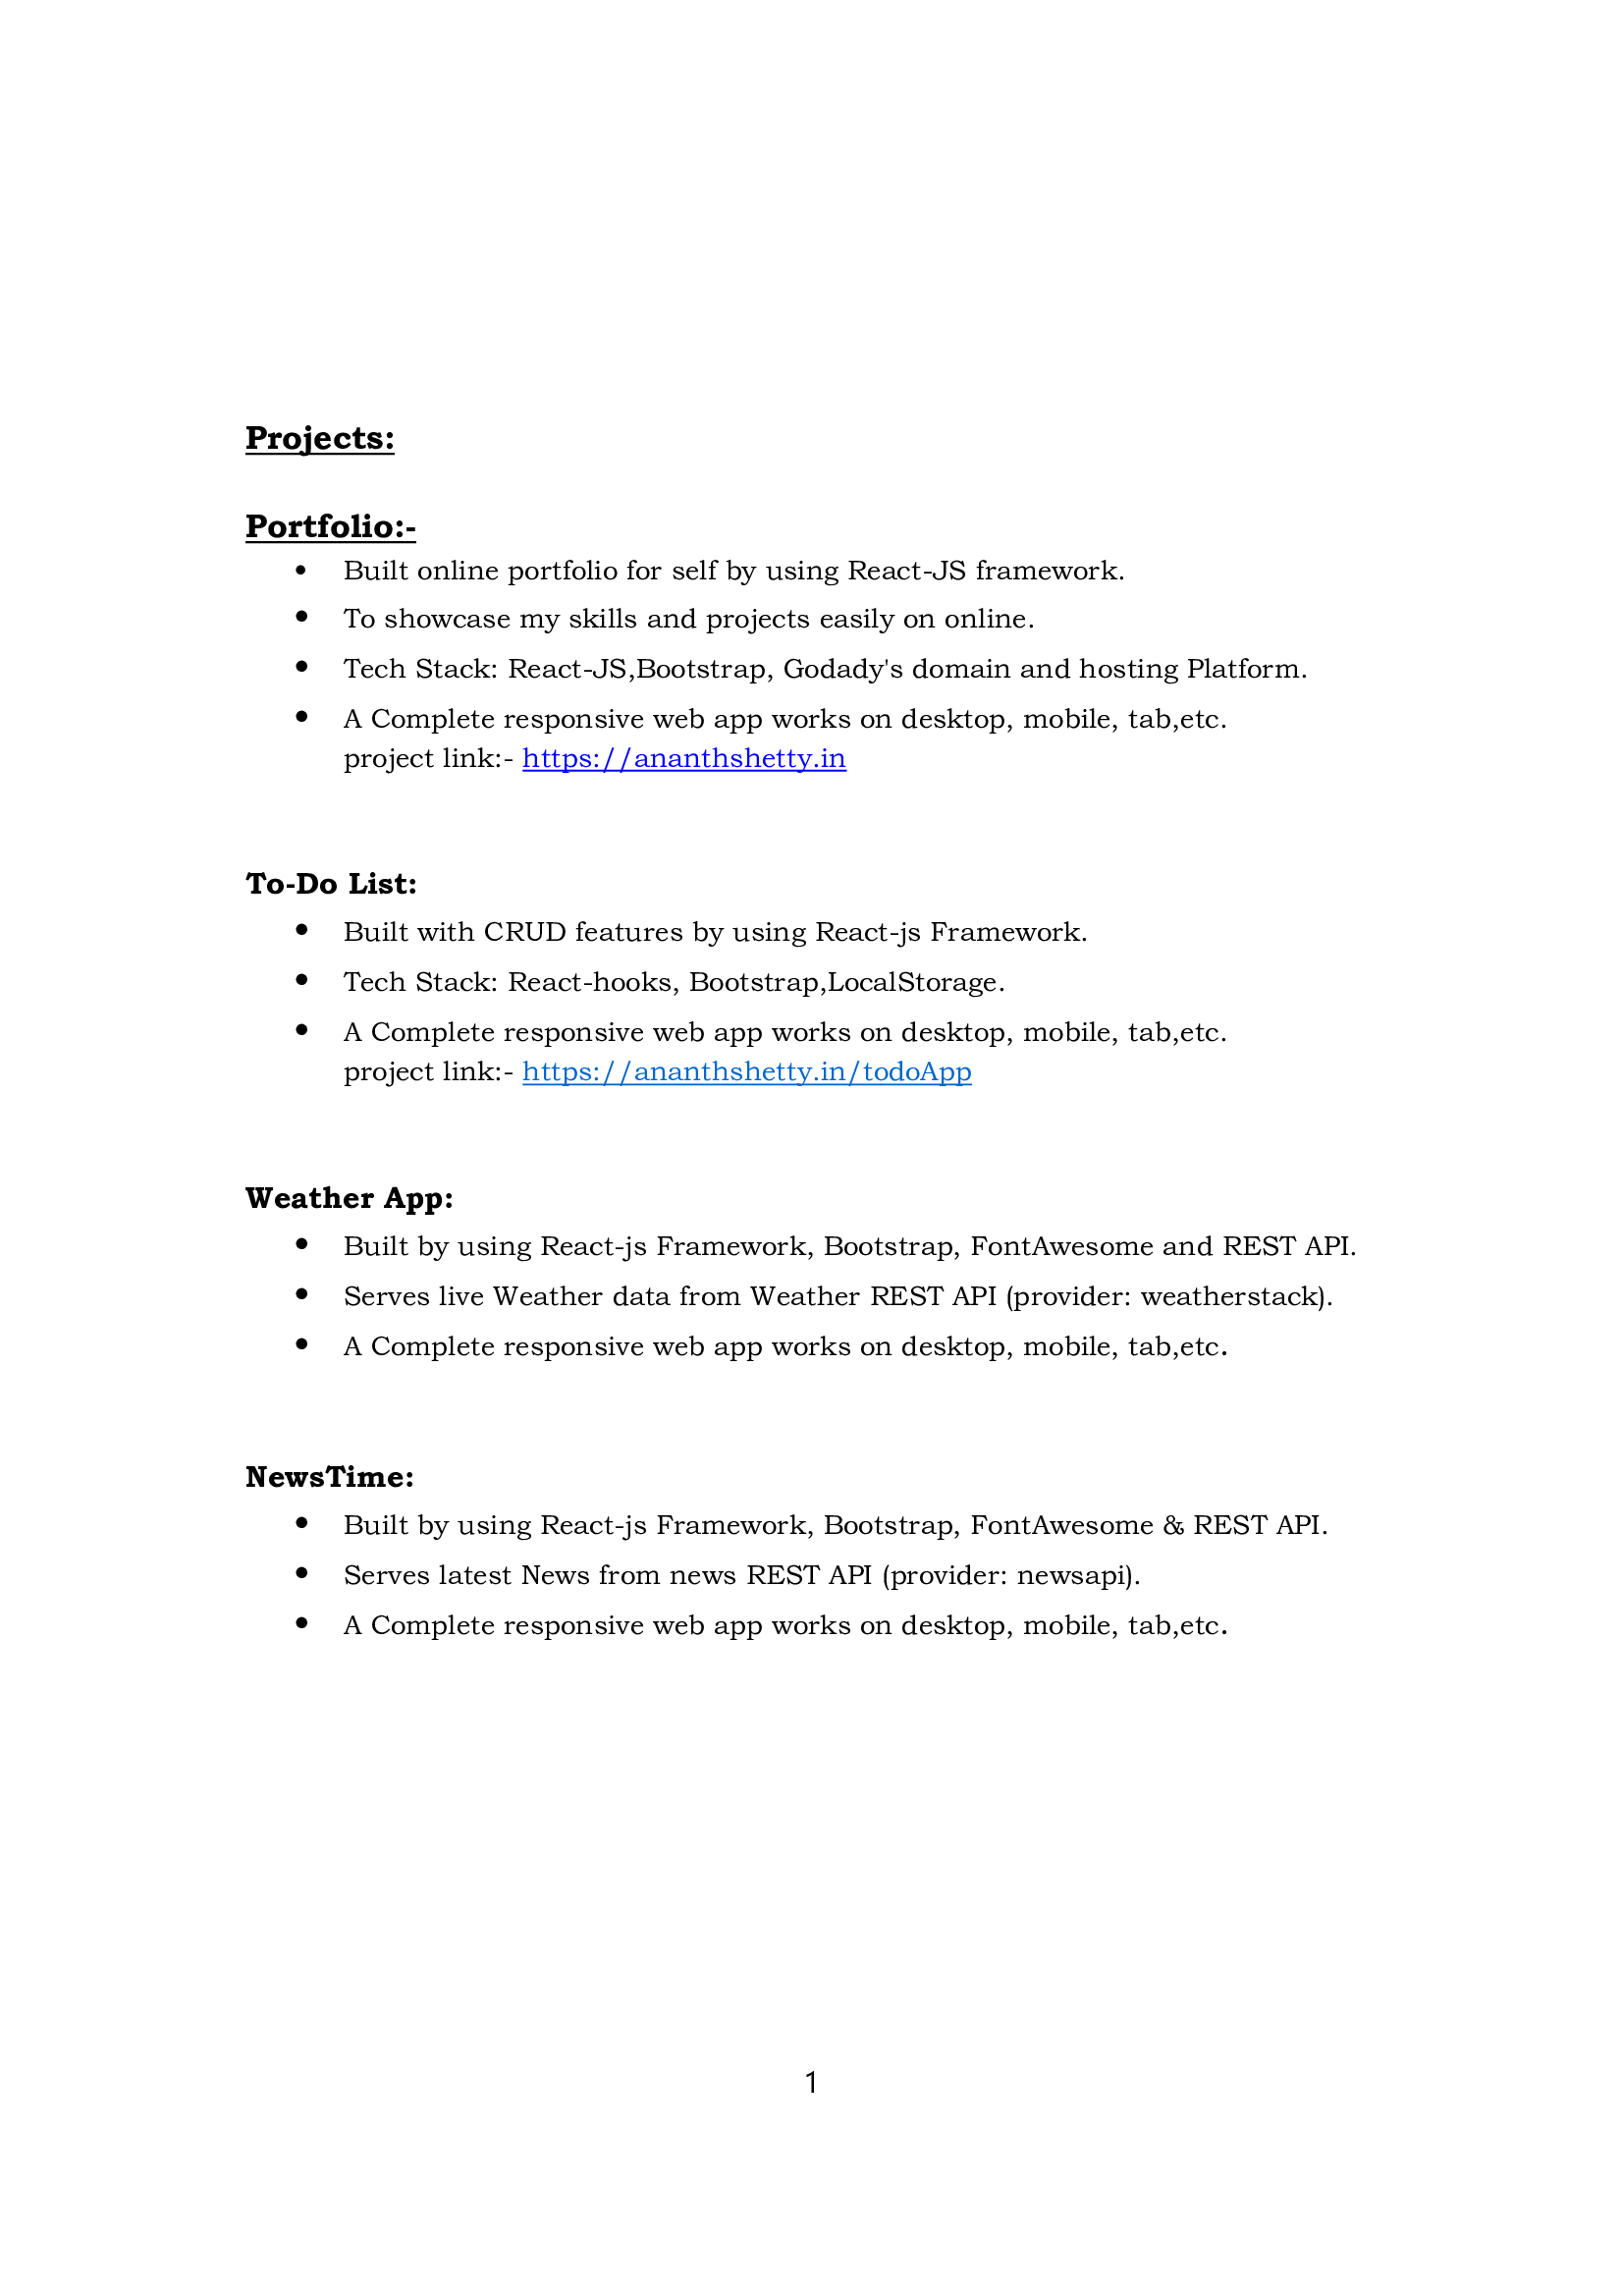 Projects:
Portfolio:-
• Built online portfolio for self by using React-JS framework.
• To showcase my skills and projects easily on online.
• Tech Stack: React-JS,Bootstrap, Godady's domain and hosting Platform.
• A Complete responsive web app works on desktop, mobile, tab,etc.
project link:- https://ananthshetty.in
To-Do List:
• Built with CRUD features by using React-js Framework.
• Tech Stack: React-hooks, Bootstrap,LocalStorage.
• A Complete responsive web app works on desktop, mobile, tab,etc.
project link:- https://ananthshetty.in/todoApp
Weather App:
• Built by using React-js Framework, Bootstrap, FontAwesome and REST API.
• Serves live Weather data from Weather REST API (provider: weatherstack).
• A Complete responsive web app works on desktop, mobile, tab,etc.
NewsTime:
• Built by using React-js Framework, Bootstrap, FontAwesome & REST API.
• Serves latest News from news REST API (provider: newsapi).
• A Complete responsive web app works on desktop, mobile, tab,etc.
1